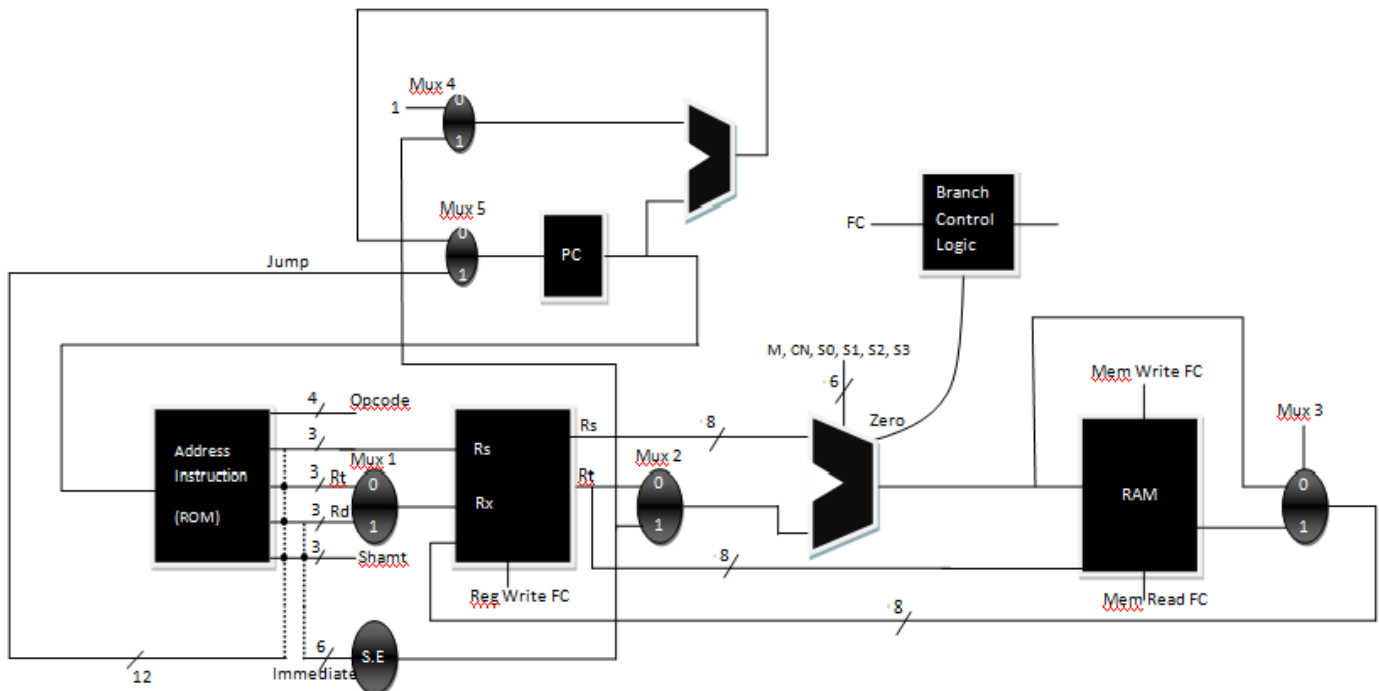 Mux 4
0
1
1
Mux 5
0
1
Jump
PC
Branch
Control
Logic
FC
M, CN, S0, S1, S2, S3
6
Mem Write FC
Mux 3
0
1
4
Opcode
3
Address
Instruction
(ROM)
3 Rt
Mux 1
0
1
3 Rd
3
Shamt
Rs
Rx
Reg Write FC
Rs
Rt
8
Mux 2
0
1
8
Zero
RAM
Mem Read FC
8
12
Immediate
6
S.E